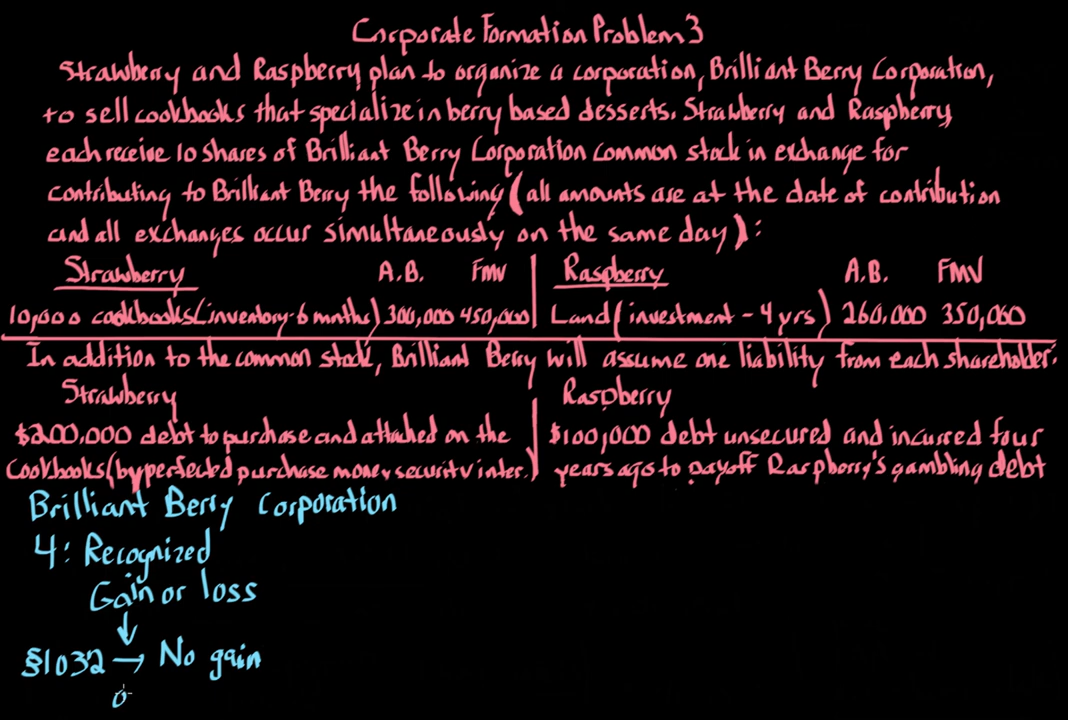 Corporate Formation Problem 3
Strawberry and Raspberry plan to organize a corporation, Brilliant Berry Corporation,
to sell cookbooks that specialize in berry based desserts. Strawberry and Raspberry
each receive 10 shares of Brilliant Berry Corporation common stock in exchange for
contributing to Brilliant Berry the following (all amounts are at the date of contribution
and all exchanges occur simultaneously on the same day):
Strawberry A.B. FMV Raspberry A.B. FMV
10,000 cookbooks (inventory-6 months) 300,000 450,000 Land (investment - 4 yrs) 260,000 350,000
In addition to the common stock, Brilliant Berry will assume one liability from each shareholder:
Strawberry Raspberry
$200,000 debt to purchase and attached on the $100,000 debt unsecured and incurred four
cookbooks (by perfected purchase money security inter.) years ago to payoff Raspberry's gambling debt
Brilliant Berry Corporation
4: Recognized
Gain or loss
↓
§1032 → No gain
o